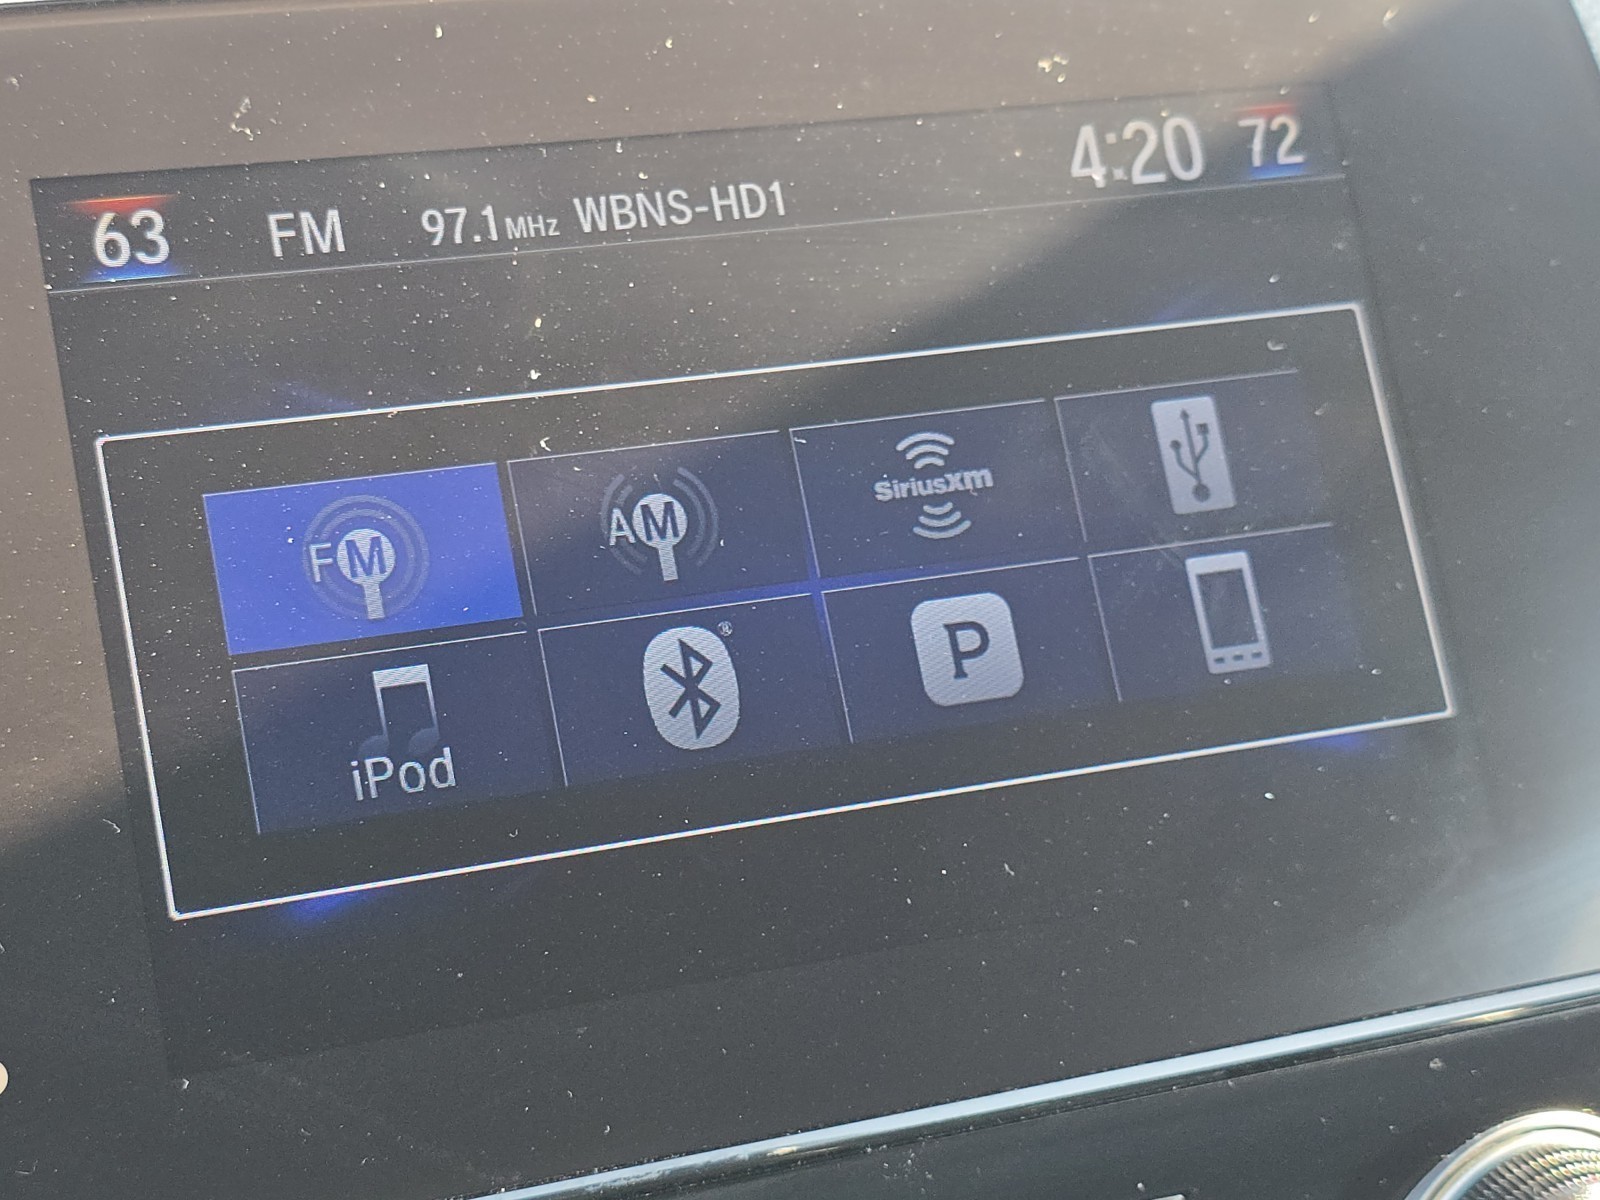 63 FM 97.1MHz WBNS-HD1 4:20 72
FM
AM
SiriusXM
iPod
®
P